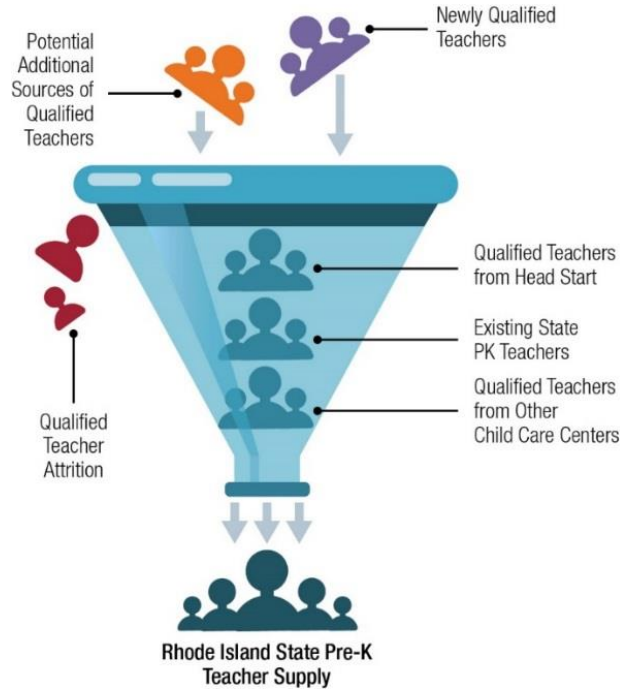 Potential
Additional
Sources of
Qualified
Teachers
Newly Qualified
Teachers
Qualified Teachers
from Head Start
Existing State
PK Teachers
Qualified Teachers
from Other
Child Care Centers
Qualified
Teacher
Attrition
Rhode Island State Pre-K
Teacher Supply